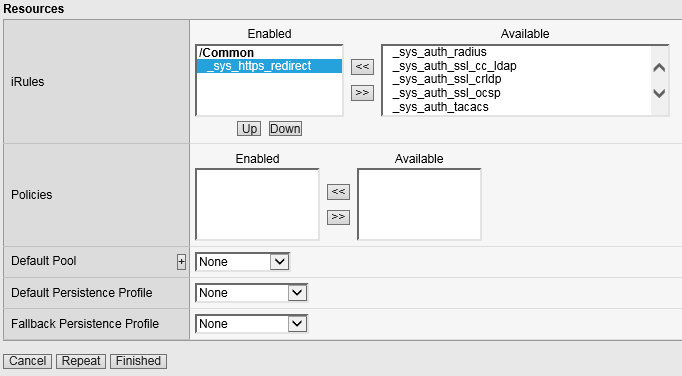 Resources
Enabled Available
iRules
/Common
_sys_https_redirect
<<
>>
_sys_auth_radius
_sys_auth_ssl_cc_ldap
_sys_auth_ssl_crldp
_sys_auth_ssl_ocsp
_sys_auth_tacacs
Up Down
Enabled Available
Policies
<<
>>
Default Pool + None
Default Persistence Profile None
Fallback Persistence Profile None
Cancel Repeat Finished